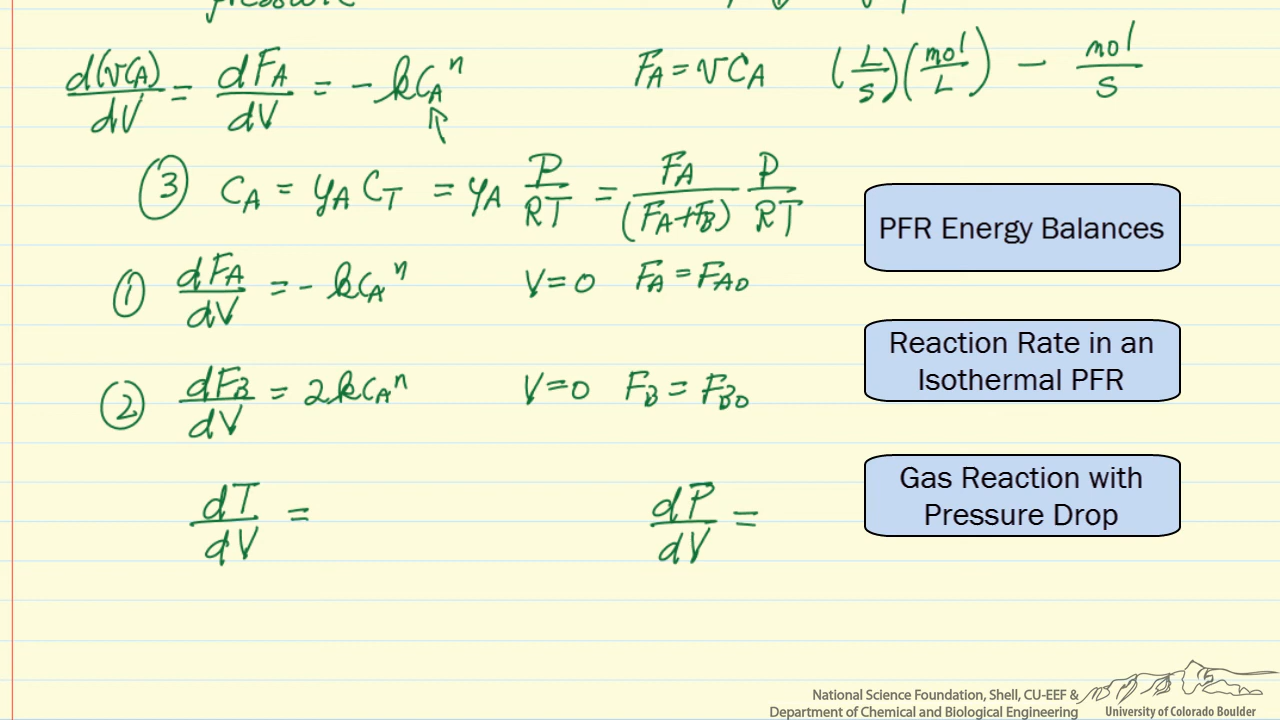 d(vCA)/dV = dFA/dV = - kCA^n    FA = vCA    (L/s)(mol/L) — mol/s
③ CA = yA CT = yA P/RT = FA/(FA+FB) P/RT
PFR Energy Balances
① dFA/dV = - kCA^n    V=0    FA = FA0
Reaction Rate in an
Isothermal PFR
② dFB/dV = 2kCA^n    V=0    FB = FB0
Gas Reaction with
Pressure Drop
dT/dV =    dP/dV =
National Science Foundation, Shell, CU-EEF &
Department of Chemical and Biological Engineering
University of Colorado Boulder